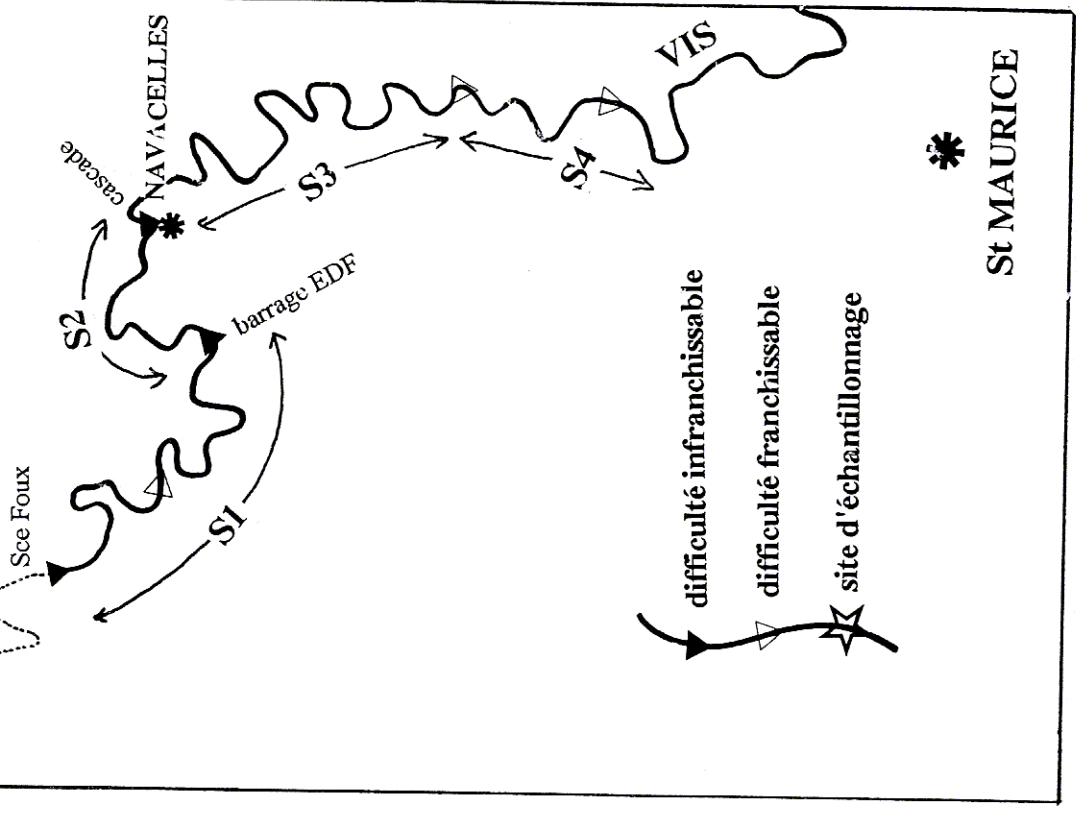 Sce Foux
S1
barrage EDF
S2
cascade
NAVACELLES
S3
S4
VIS
St MAURICE
difficulté infranchissable
difficulté franchissable
site d'échantillonnage